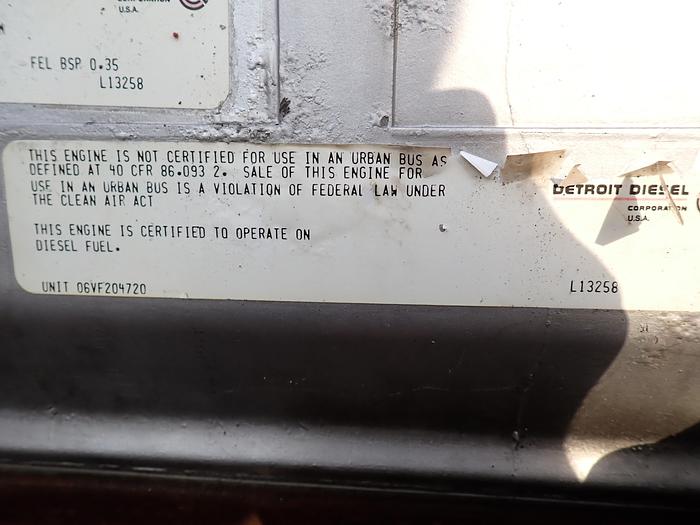 CORPORATION
U.S.A.
FEL BSP 0.35
L13258
THIS ENGINE IS NOT CERTIFIED FOR USE IN AN URBAN BUS AS
DEFINED AT 40 CFR 86.093 2. SALE OF THIS ENGINE FOR
USE IN AN URBAN BUS IS A VIOLATION OF FEDERAL LAW UNDER
THE CLEAN AIR ACT
THIS ENGINE IS CERTIFIED TO OPERATE ON
DIESEL FUEL.
UNIT 06VF204720
DETROIT DIESEL
CORPORATION
U.S.A.
L13258